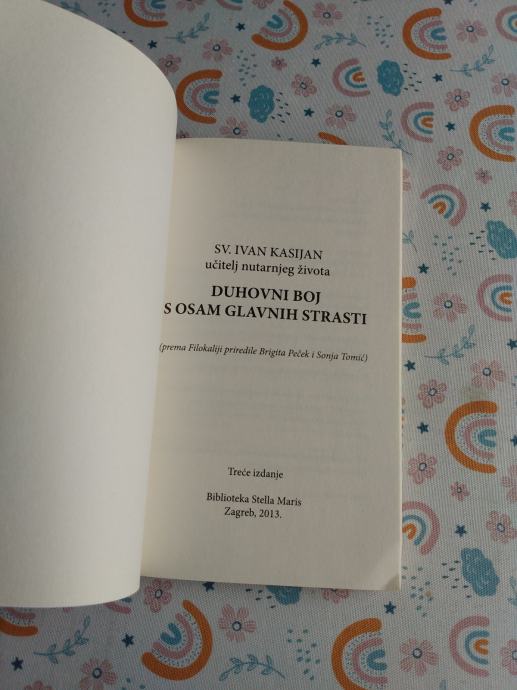 SV. IVAN KASIJAN
učitelj nutarnjeg života
DUHOVNI BOJ
S OSAM GLAVNIH STRASTI
(prema Filokaliji priredile Brigita Peček i Sonja Tomić)
Treće izdanje
Biblioteka Stella Maris
Zagreb, 2013.